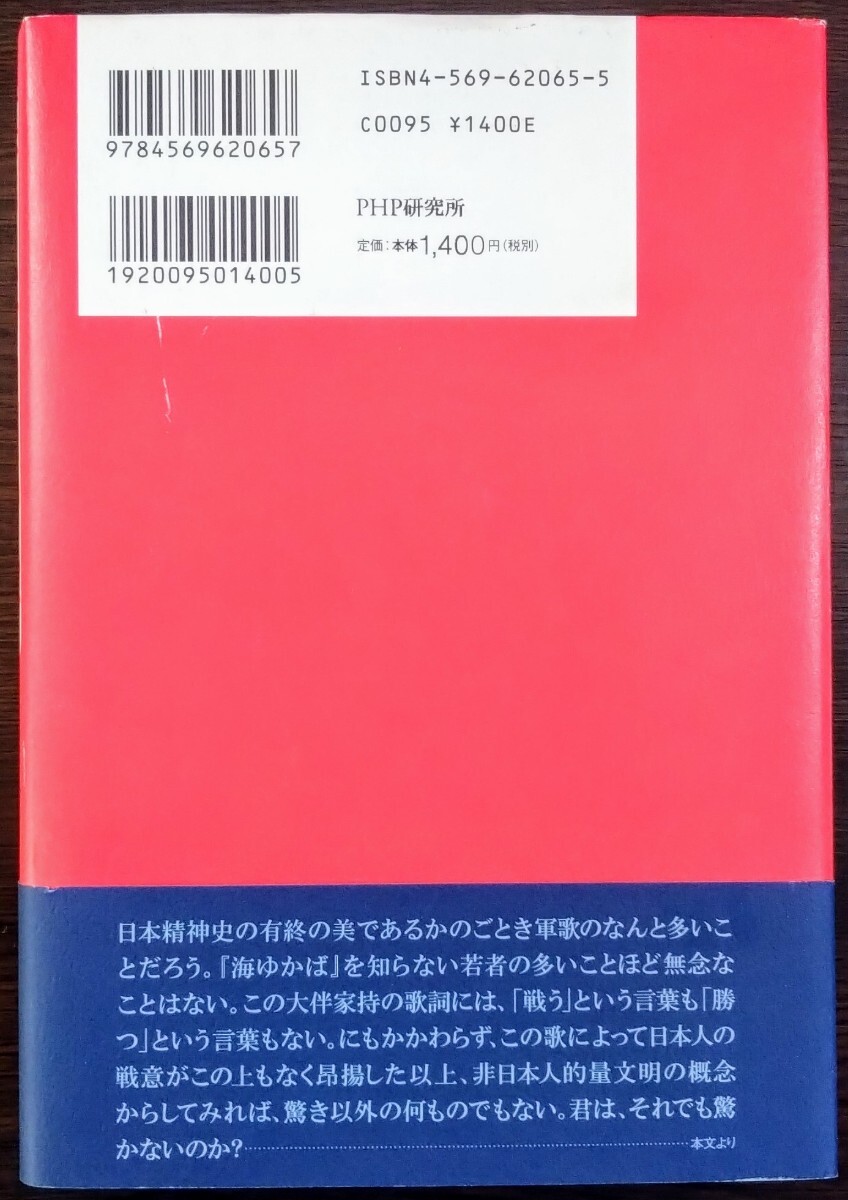 ISBN4-569-62065-5
C0095 ¥1400E
9784569620657
PHP研究所
定価：本体1,400円（税別）
1920095014005
日本精神史の有終の美であるかのごとき軍歌のなんと多いこ
とだろう。『海ゆかば』を知らない若者の多いことほど無念な
ことはない。この大伴家持の歌詞には、「戦う」という言葉も「勝
つ」という言葉もない。にもかかわらず、この歌によって日本人の
戦意がこの上もなく昂揚した以上、非日本人的量文明の概念
からしてみれば、驚き以外の何ものでもない。君は、それでも驚
かないのか？
本文より